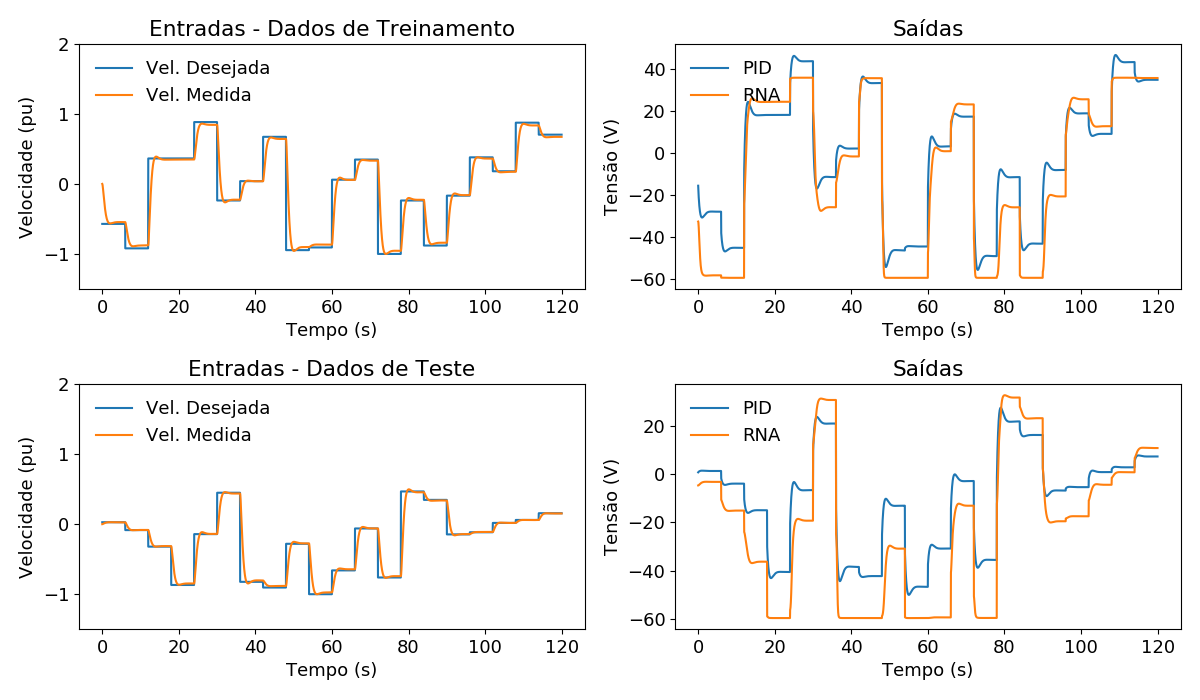 Entradas - Dados de Treinamento
2
1
0
−1
Velocidade (pu)
Vel. Desejada
Vel. Medida
0 20 40 60 80 100 120
Tempo (s)
Saídas
40
20
0
−20
−40
−60
Tensão (V)
PID
RNA
0 20 40 60 80 100 120
Tempo (s)
Entradas - Dados de Teste
2
1
0
−1
Velocidade (pu)
Vel. Desejada
Vel. Medida
0 20 40 60 80 100 120
Tempo (s)
Saídas
20
0
−20
−40
−60
Tensão (V)
PID
RNA
0 20 40 60 80 100 120
Tempo (s)